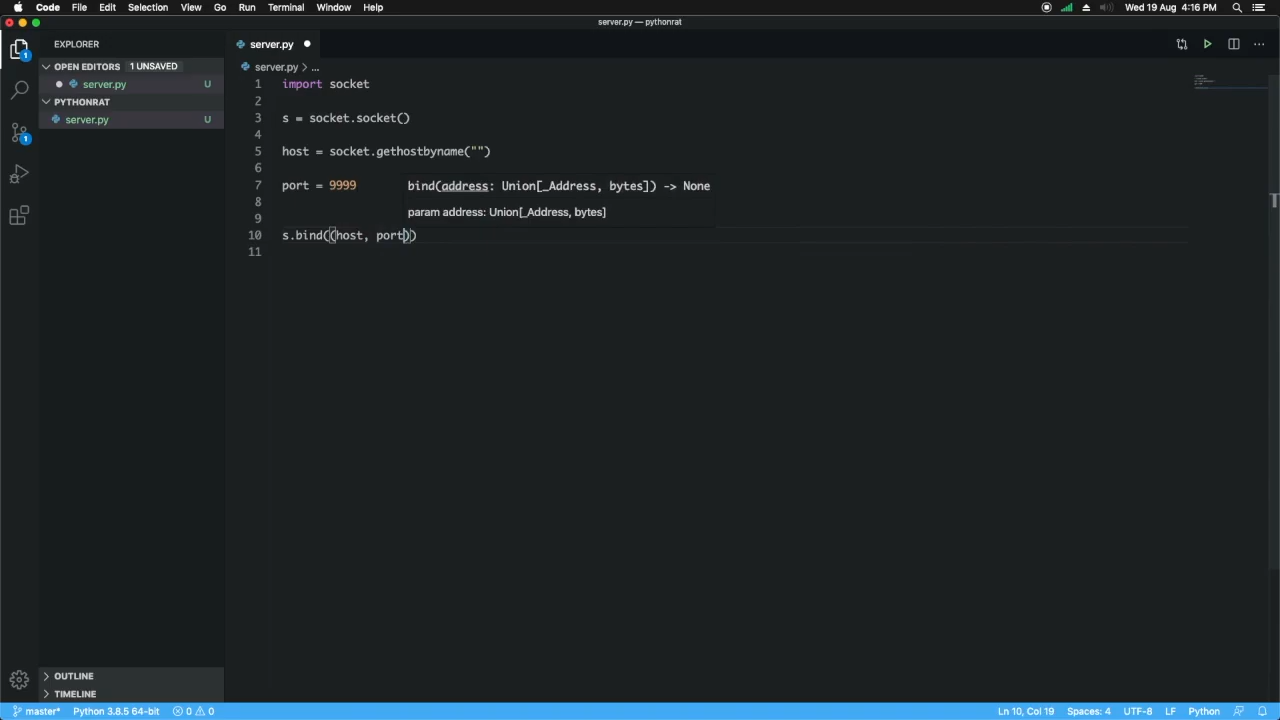 Code File Edit Selection View Go Run Terminal Window Help Wed 19 Aug 4:16 PM
server.py — pythonrat
EXPLORER
server.py
OPEN EDITORS 1 UNSAVED
server.py U
PYTHONRAT
server.py U
server.py > ...
1 import socket
2
3 s = socket.socket()
4
5 host = socket.gethostbyname("")
6
7 port = 9999
8
9
10 s.bind((host, port))
11
bind(address: Union[_Address, bytes]) -> None
param address: Union[_Address, bytes]
1
1
OUTLINE
TIMELINE
master* Python 3.8.5 64-bit 0 0 Ln 10, Col 19 Spaces: 4 UTF-8 LF Python